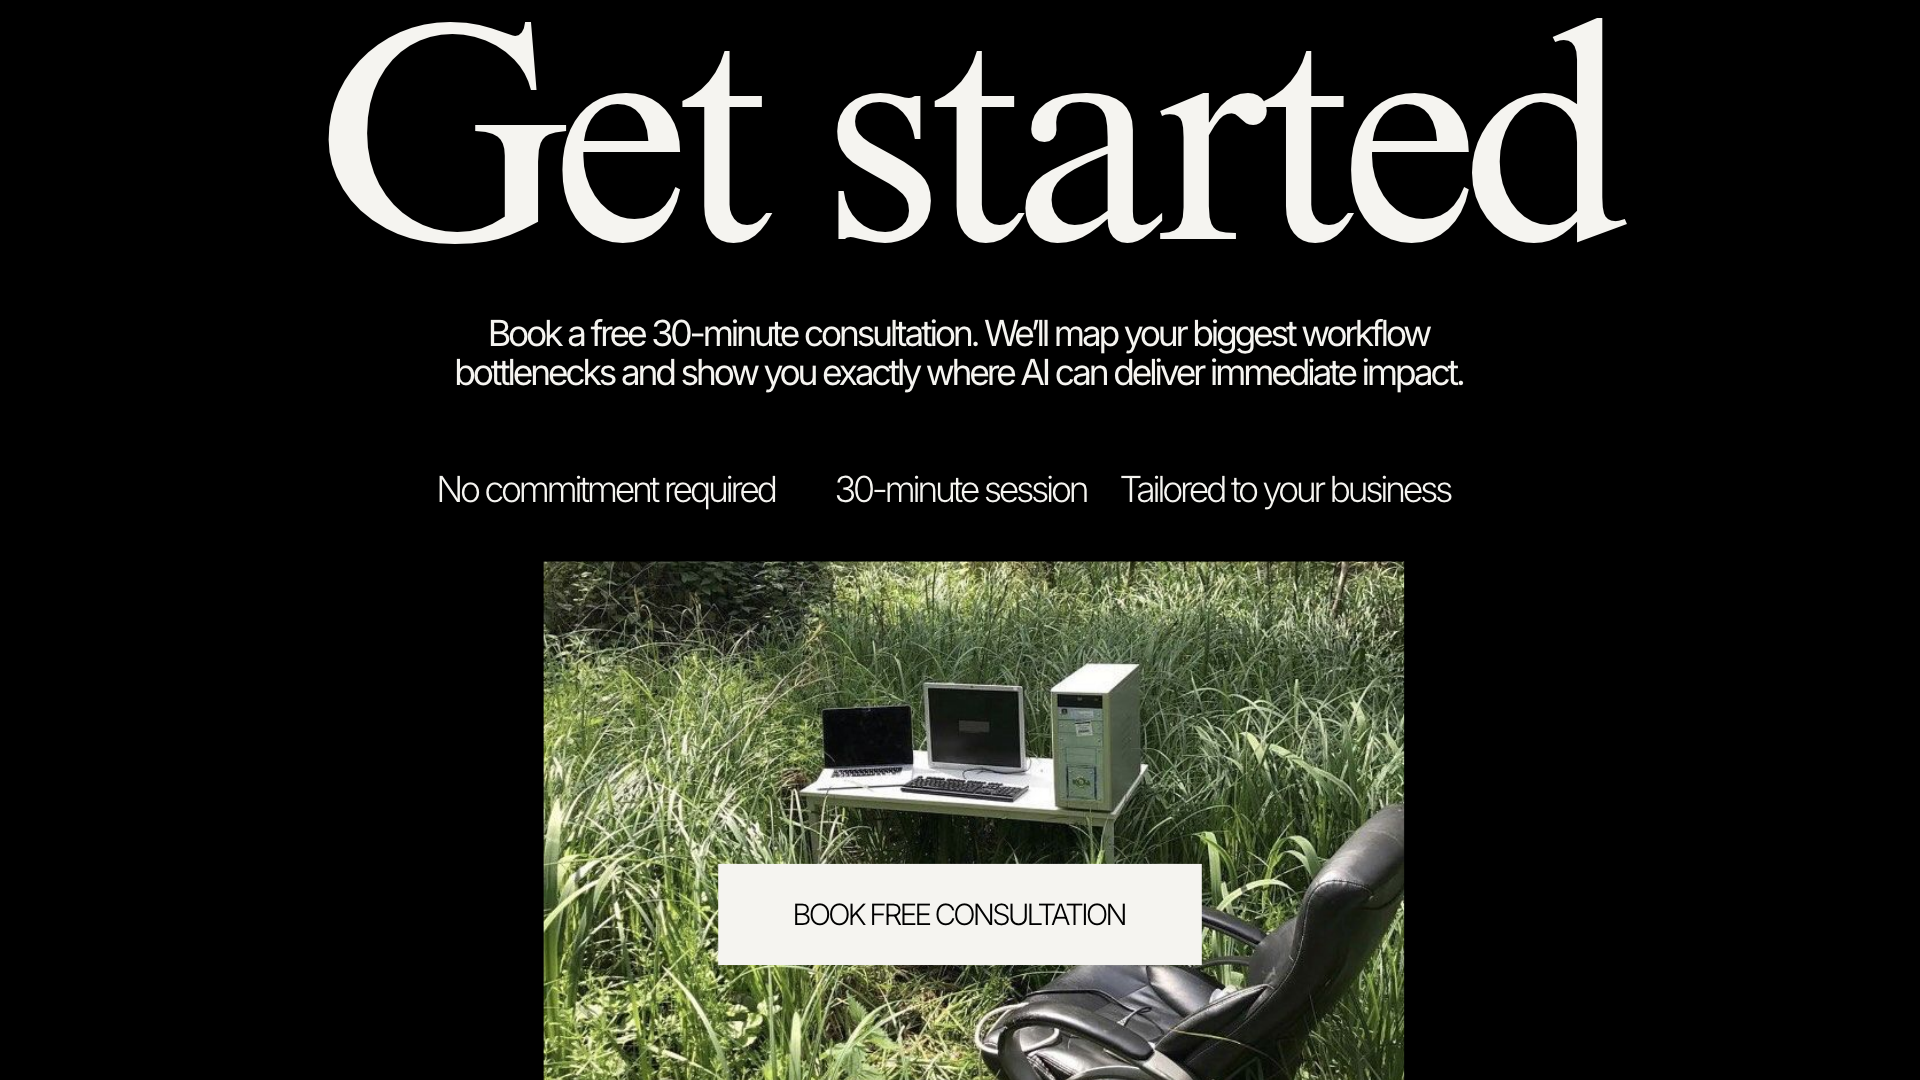 Get started
Book a free 30-minute consultation. We'll map your biggest workflow
bottlenecks and show you exactly where AI can deliver immediate impact.
No commitment required 30-minute session Tailored to your business
BOOK FREE CONSULTATION